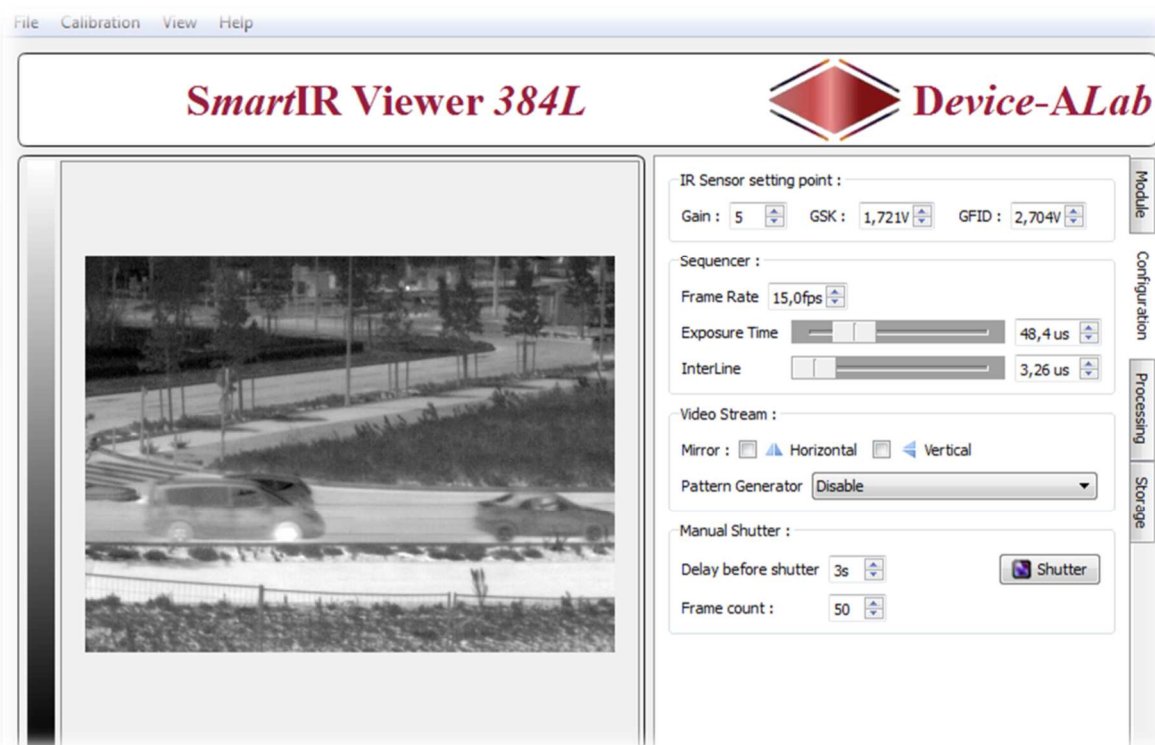 File Calibration View Help
SmartIR Viewer 384L
Device-ALab
IR Sensor setting point :
Gain : 5 GSK : 1,721V GFID : 2,704V
Sequencer :
Frame Rate 15,0fps
Exposure Time 48,4 us
InterLine 3,26 us
Video Stream :
Mirror : Horizontal Vertical
Pattern Generator Disable
Manual Shutter :
Delay before shutter 3s Shutter
Frame count : 50
Module
Configuration
Processing
Storage